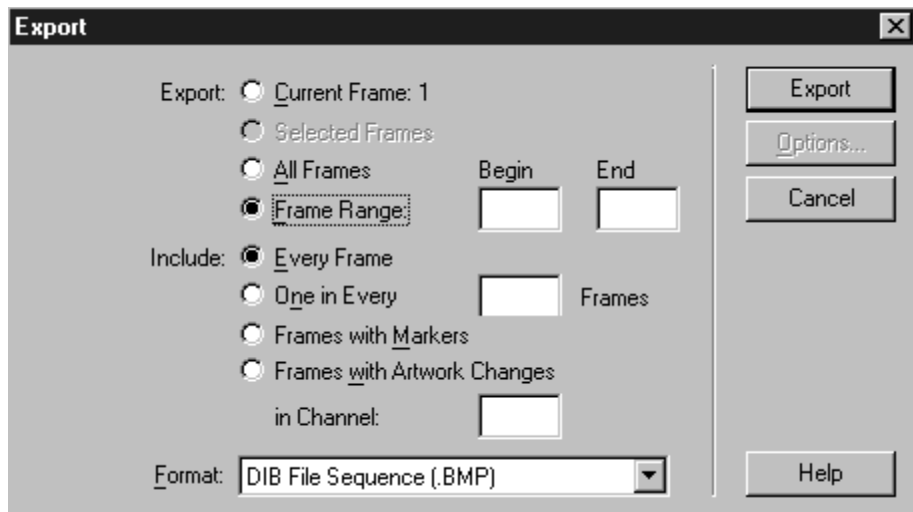 Export
Export: Current Frame: 1
Selected Frames
All Frames Begin End
Frame Range:
Include: Every Frame
One in Every Frames
Frames with Markers
Frames with Artwork Changes
in Channel:
Format: DIB File Sequence (.BMP)
Export
Options...
Cancel
Help